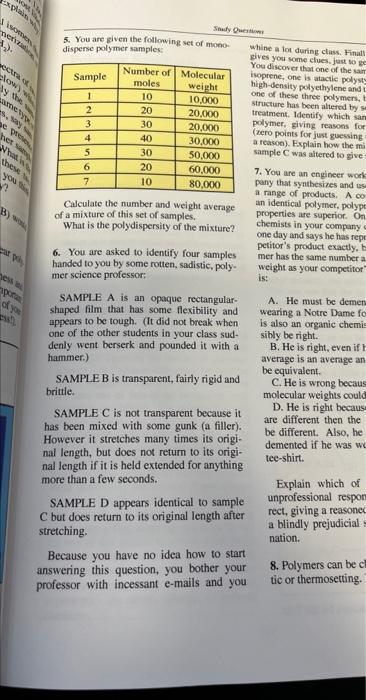 Study Questions
5. You are given the following set of mono-
disperse polymer samples:
Sample Number of moles Molecular weight
1 10 10,000
2 20 20,000
3 30 20,000
4 40 30,000
5 30 50,000
6 20 60,000
7 10 80,000
Calculate the number and weight average
of a mixture of this set of samples.
What is the polydispersity of the mixture?
6. You are asked to identify four samples
handed to you by some rotten, sadistic, poly-
mer science professor:
SAMPLE A is an opaque rectangular-
shaped film that has some flexibility and
appears to be tough. (It did not break when
one of the other students in your class sud-
denly went berserk and pounded it with a
hammer.)
SAMPLE B is transparent, fairly rigid and
brittle.
SAMPLE C is not transparent because it
has been mixed with some gunk (a filler).
However it stretches many times its origi-
nal length, but does not return to its origi-
nal length if it is held extended for anything
more than a few seconds.
SAMPLE D appears identical to sample
C but does return to its original length after
stretching.
Because you have no idea how to start
answering this question, you bother your
professor with incessant e-mails and you
whine a lot during class. Finall
gives you some clues, just to ge
You discover that one of the sam
isoprene, one is atactic polysty
high-density polyethylene and t
one of these three polymers, t
structure has been altered by s
treatment. Identify which sam
polymer, giving reasons for
(zero points for just guessing
a reason). Explain how the mi
sample C was altered to give
7. You are an engineer work
pany that synthesizes and us
a range of products. A co
an identical polymer, polyp
properties are superior. On
chemists in your company
one day and says he has repe
petitor's product exactly, b
mer has the same number a
weight as your competitor'
is:
A. He must be demen
wearing a Notre Dame fo
is also an organic chemis
sibly be right.
B. He is right, even if t
average is an average an
be equivalent.
C. He is wrong becaus
molecular weights could
D. He is right because
are different then the
be different. Also, he
demented if he was we
tee-shirt.
Explain which of
unprofessional respon
rect, giving a reasoned
a blindly prejudicial
nation.
8. Polymers can be cl
tic or thermosetting.